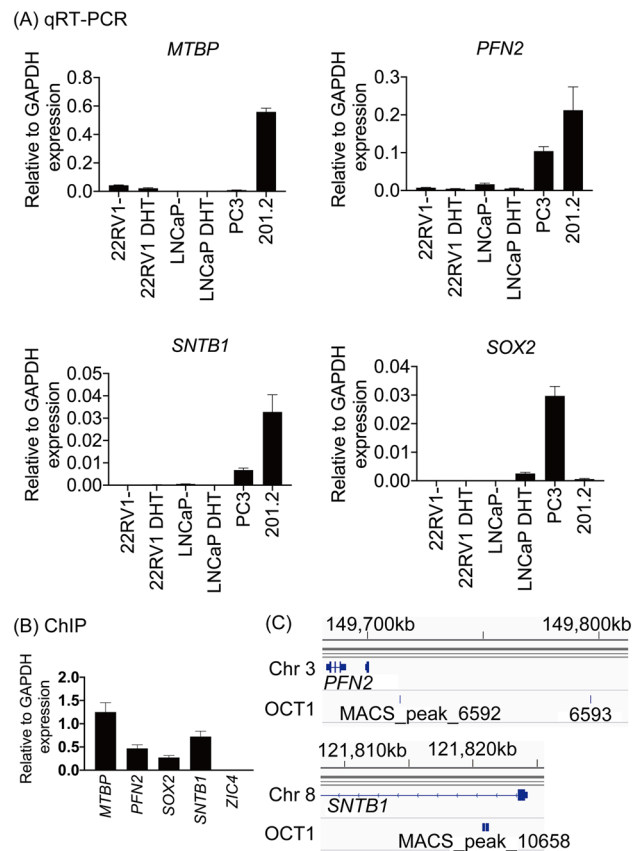 (A) qRT-PCR
MTBP
Relative to GAPDH
expression
0.8
0.6
0.4
0.2
0.0
22RV1-
22RV1 DHT
LNCaP-
LNCaP DHT
PC3
201.2
PFN2
Relative to GAPDH
expression
0.3
0.2
0.1
0.0
22RV1-
22RV1 DHT
LNCaP-
LNCaP DHT
PC3
201.2
SNTB1
Relative to GAPDH
expression
0.05
0.04
0.03
0.02
0.01
0.00
22RV1-
22RV1 DHT
LNCaP-
LNCaP DHT
PC3
201.2
SOX2
Relative to GAPDH
expression
0.04
0.03
0.02
0.01
0.00
22RV1-
22RV1 DHT
LNCaP-
LNCaP DHT
PC3
201.2
(B) ChIP
Relative to GAPDH
expression
2.0
1.5
1.0
0.5
0.0
MTBP
PFN2
SOX2
SNTB1
ZIC4
(C)
149,700kb 149,800kb
Chr 3
PFN2
OCT1
MACS_peak_6592 6593
121,810kb 121,820kb
Chr 8
SNTB1
OCT1
MACS_peak_10658